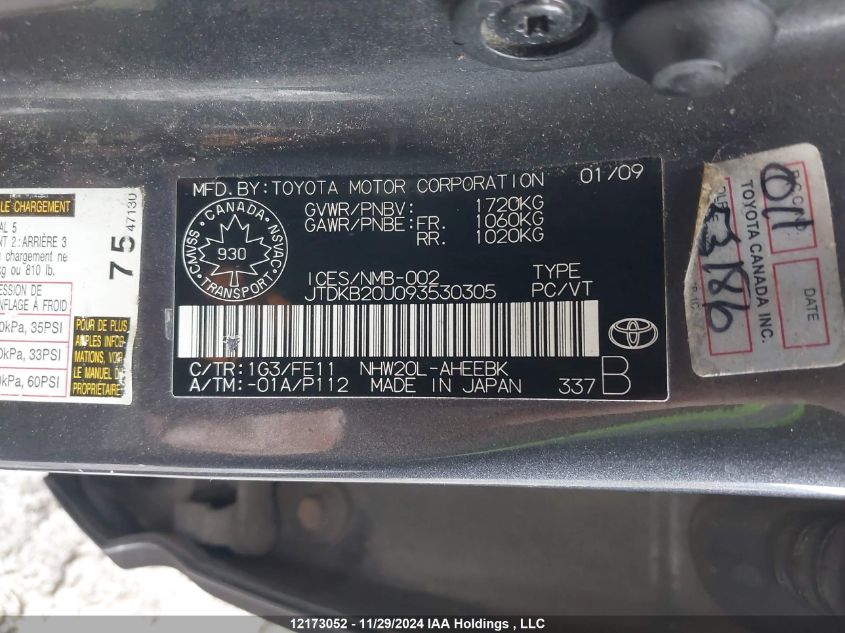 MFD. BY: TOYOTA MOTOR CORPORATION 01/09
GVWR/PNBV: 1720KG
GAWR/PNBE: FR. 1060KG
RR. 1020KG
CANADA
CMVSS NSVAC
930
TRANSPORT
ICES/NMB-002 TYPE
JTDKB20U093530305 PC/VT
C/TR: 1G3/FE11 NHW20L-AHEEBK
A/TM: -01A/P112 MADE IN JAPAN 337 B
LE CHARGEMENT
AL 5
NT 2: ARRIÈRE 3
chargement ne
kg ou 810 lb.
75
47130
ESSION DE
NFLAGE À FROID
0kPa, 35PSI
0kPa, 33PSI
0kPa, 60PSI
POUR DE PLUS
AMPLES INFOR-
MATIONS, VOIR
LE MANUEL DU
PROPRIÉTAIRE
TOYOTA CANADA INC.
DATE
12173052 - 11/29/2024 IAA Holdings, LLC